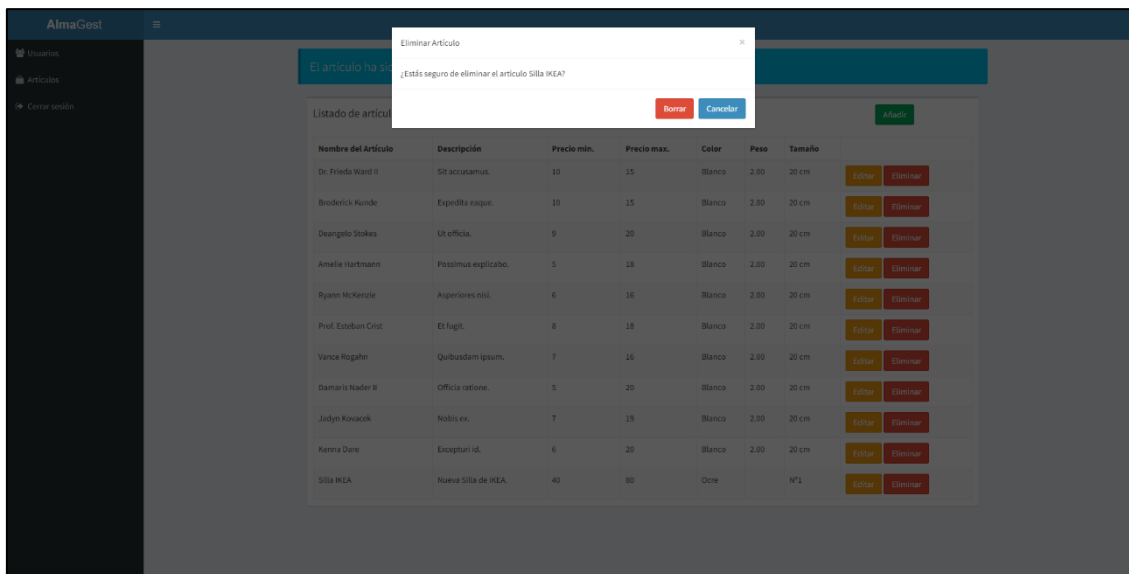 AlmaGest
Usuarios
Artículos
Cerrar sesión
Eliminar Artículo ×
¿Estás seguro de eliminar el artículo Silla IKEA?
Borrar Cancelar
El artículo ha
Listado de artícul
Añadir
Nombre del Artículo Descripción Precio min. Precio max. Color Peso Tamaño
Dr. Frieda Ward II Sit accusamus. 10 15 Blanco 2.00 20 cm Editar Eliminar
Broderick Kunde Expedita eaque. 10 15 Blanco 2.00 20 cm Editar Eliminar
Deangelo Stokes Ut officia. 9 20 Blanco 2.00 20 cm Editar Eliminar
Amelie Hartmann Possimus explicabo. 5 18 Blanco 2.00 20 cm Editar Eliminar
Ryann McKenzie Asperiores nisi. 6 16 Blanco 2.00 20 cm Editar Eliminar
Prof. Esteban Crist Et fugit. 8 18 Blanco 2.00 20 cm Editar Eliminar
Vance Rogahn Quibusdam ipsum. 7 16 Blanco 2.00 20 cm Editar Eliminar
Damaris Nader II Officia ratione. 5 20 Blanco 2.00 20 cm Editar Eliminar
Jadyn Kovacek Nobis ex. 7 19 Blanco 2.00 20 cm Editar Eliminar
Kenna Dare Excepturi id. 6 20 Blanco 2.00 20 cm Editar Eliminar
Silla IKEA Nueva Silla de IKEA. 40 80 Ocre Nº1 Editar Eliminar